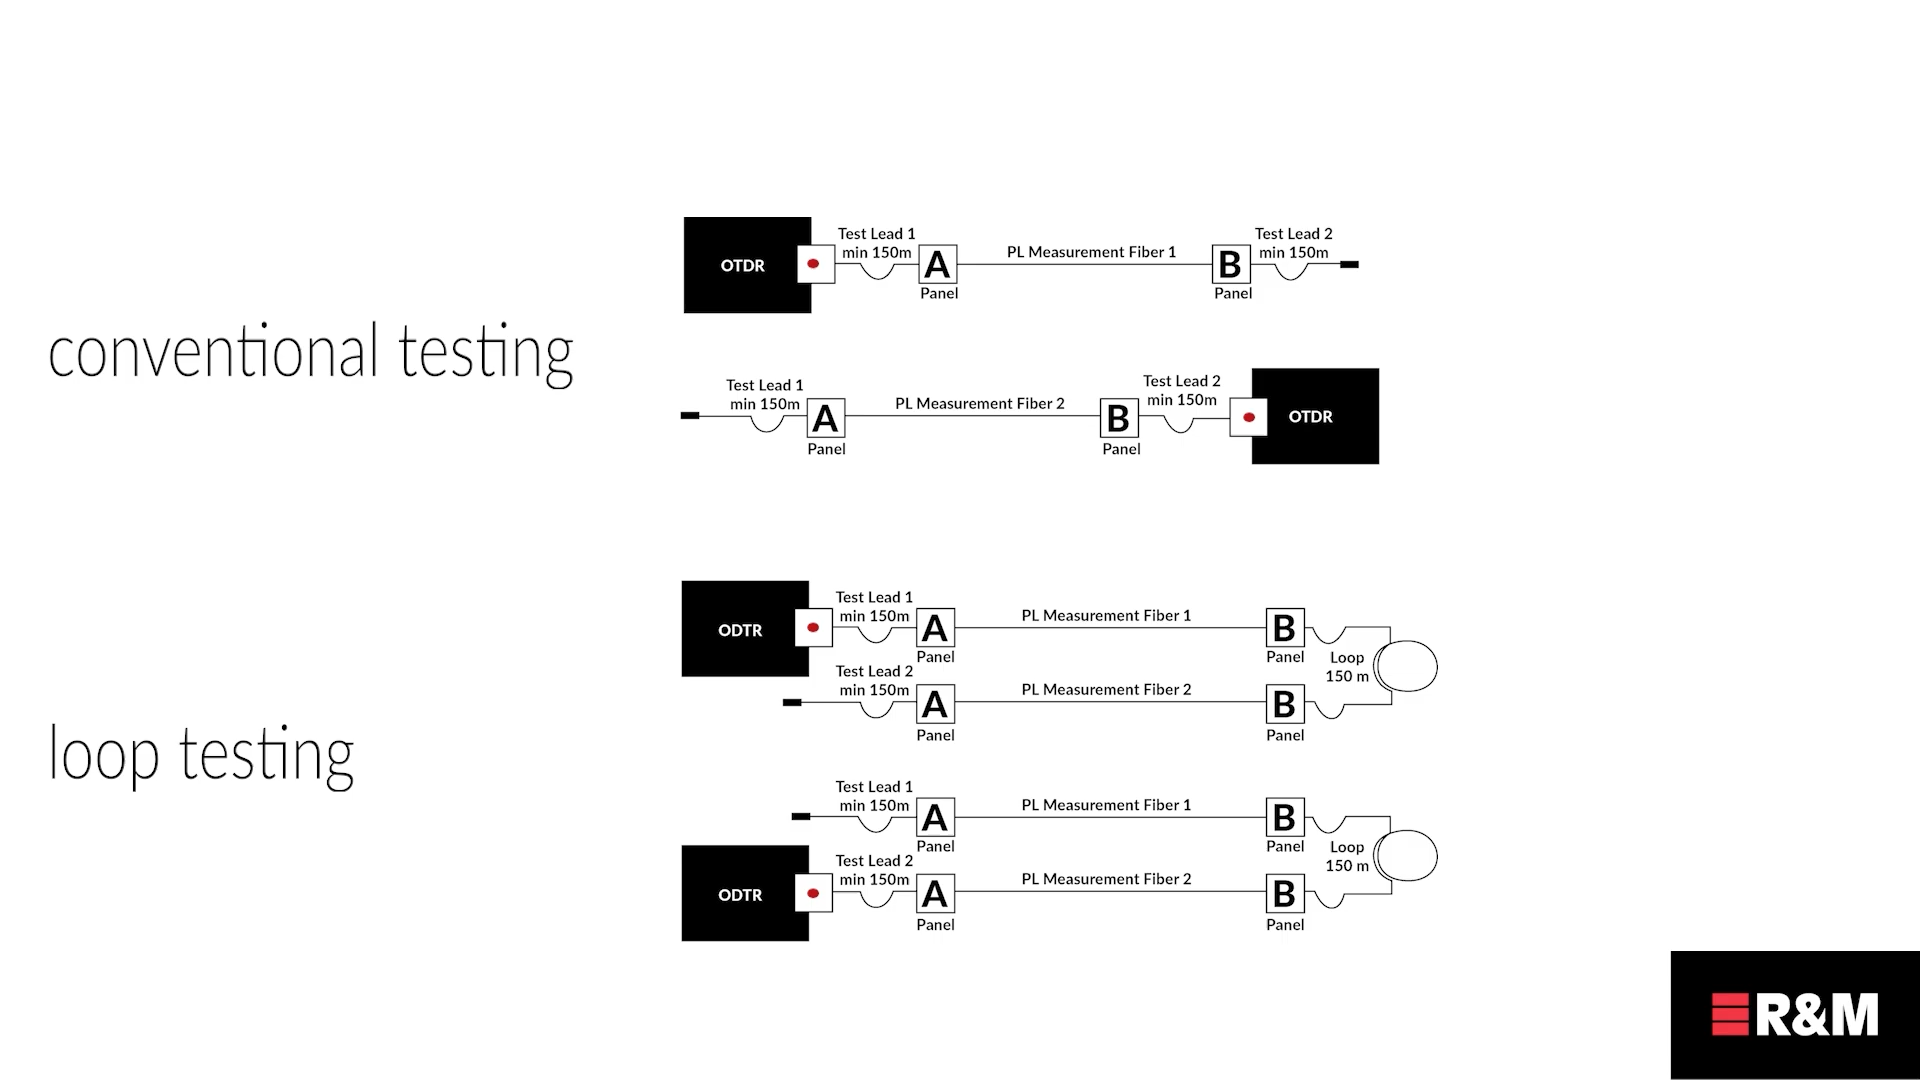 conventional testing
OTDR
Test Lead 1
min 150m
A
Panel
PL Measurement Fiber 1
B
Panel
Test Lead 2
min 150m
Test Lead 1
min 150m
A
Panel
PL Measurement Fiber 2
B
Panel
Test Lead 2
min 150m
OTDR
loop testing
ODTR
Test Lead 1
min 150m
A
Panel
PL Measurement Fiber 1
B
Panel
Loop
150 m
Test Lead 2
min 150m
A
Panel
PL Measurement Fiber 2
B
Panel
Test Lead 1
min 150m
A
Panel
PL Measurement Fiber 1
B
Panel
Loop
150 m
ODTR
Test Lead 2
min 150m
A
Panel
PL Measurement Fiber 2
B
Panel
R&M